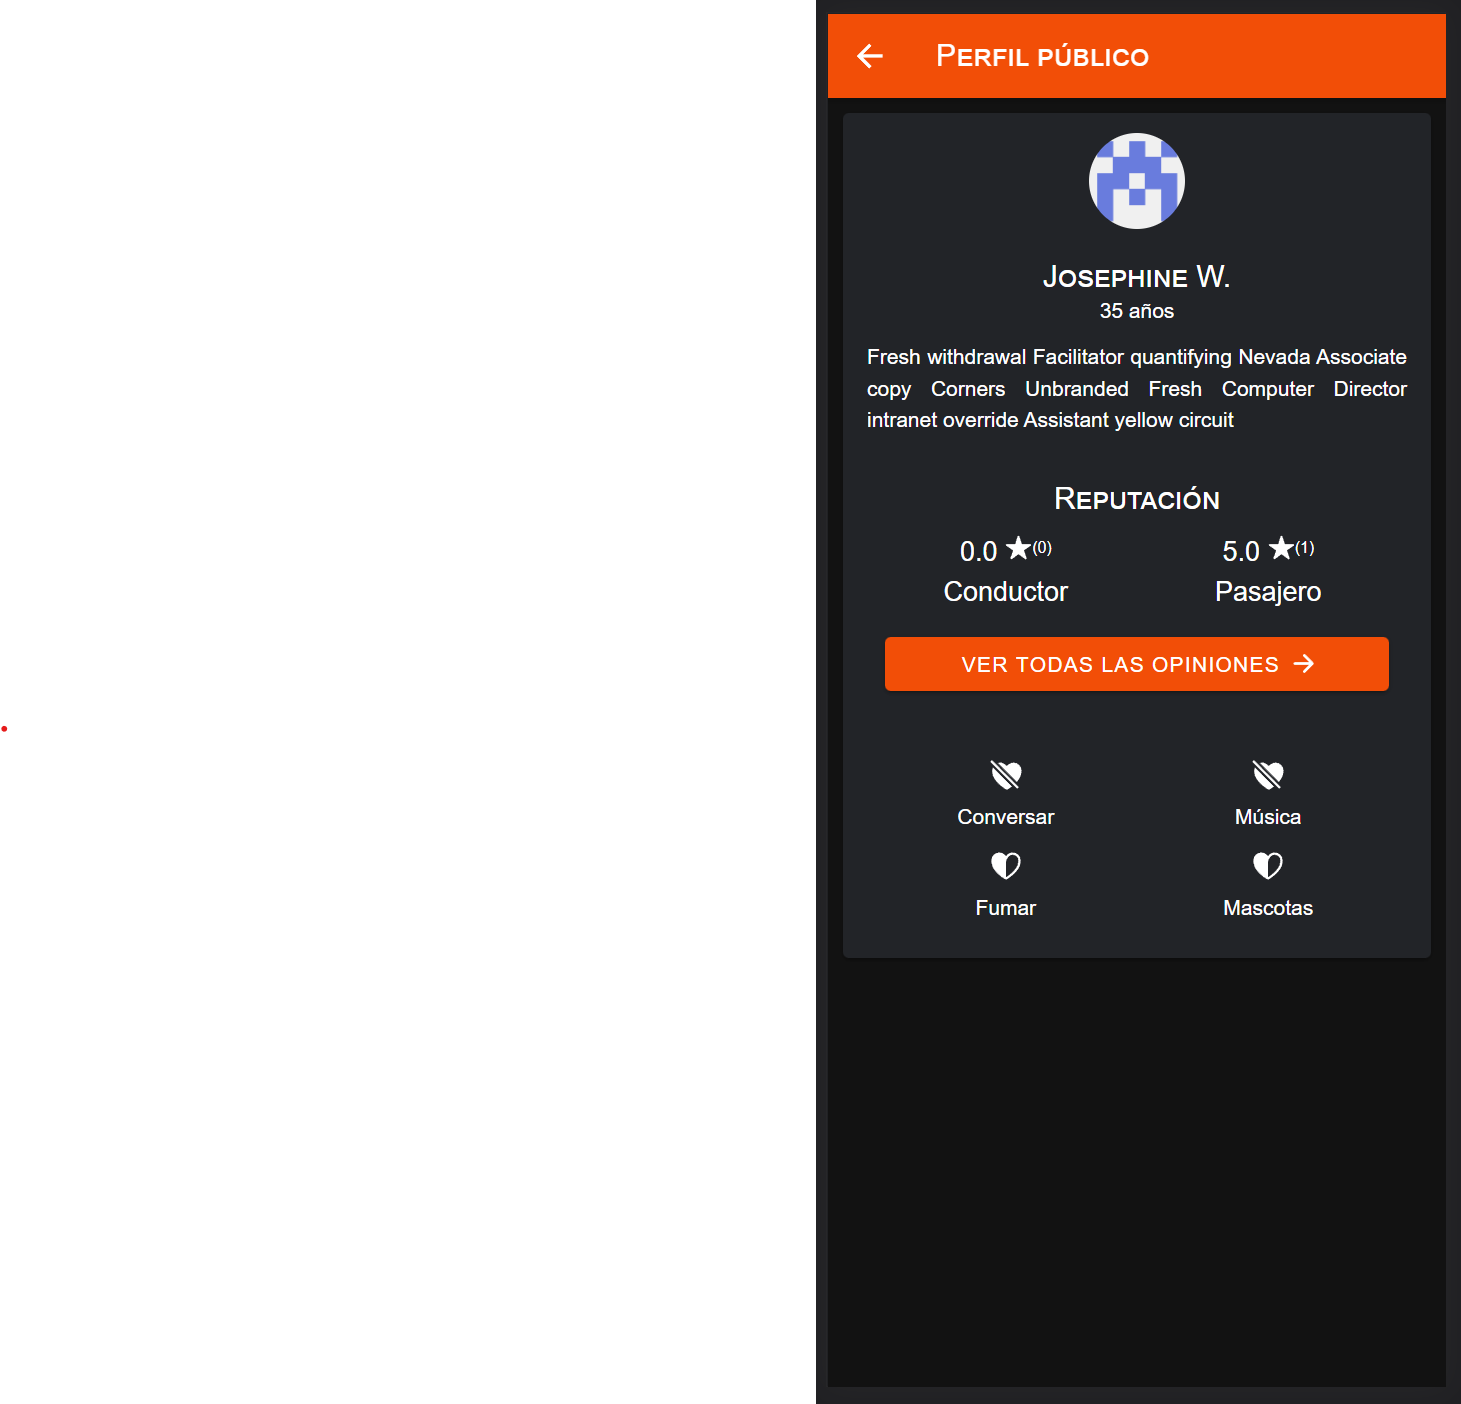 Perfil público
Josephine W.
35 años
Fresh withdrawal Facilitator quantifying Nevada Associate
copy Corners Unbranded Fresh Computer Director
intranet override Assistant yellow circuit
Reputación
0.0 ★(0) 5.0 ★(1)
Conductor Pasajero
VER TODAS LAS OPINIONES →
Conversar Música
Fumar Mascotas